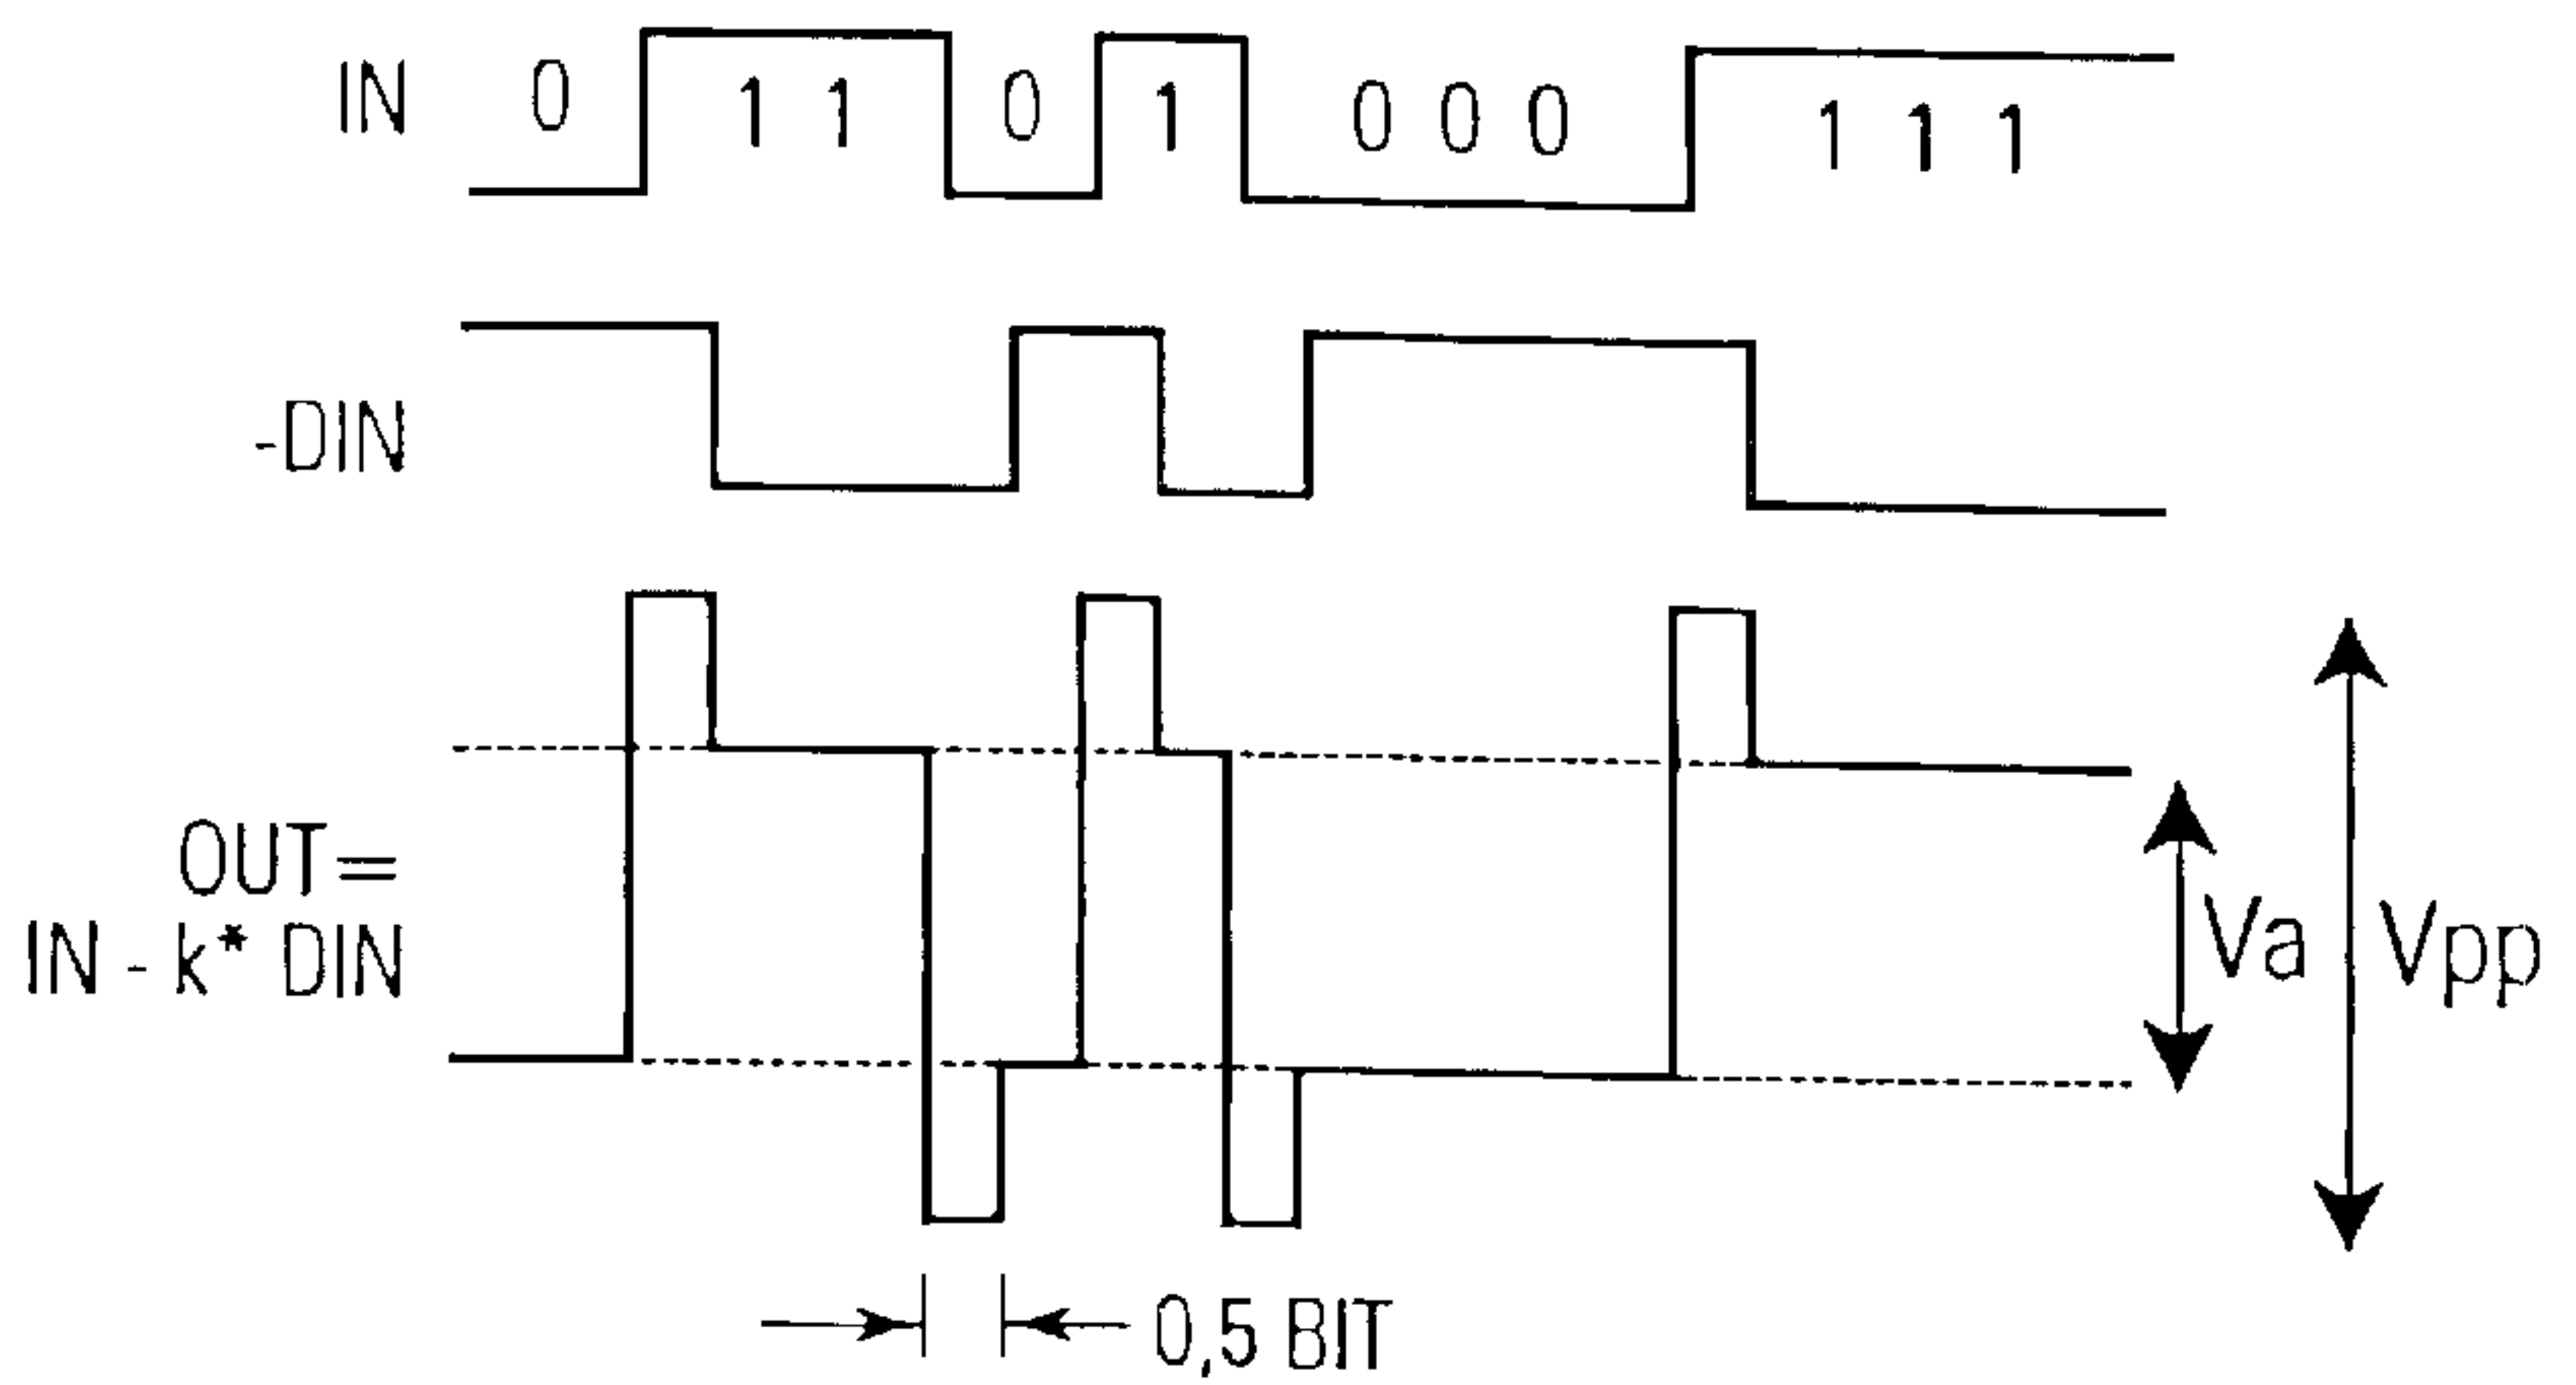 IN 0 1 1 0 1 0 0 0 1 1 1
-DIN
OUT=
IN - k* DIN
Va
Vpp
0,5 BIT